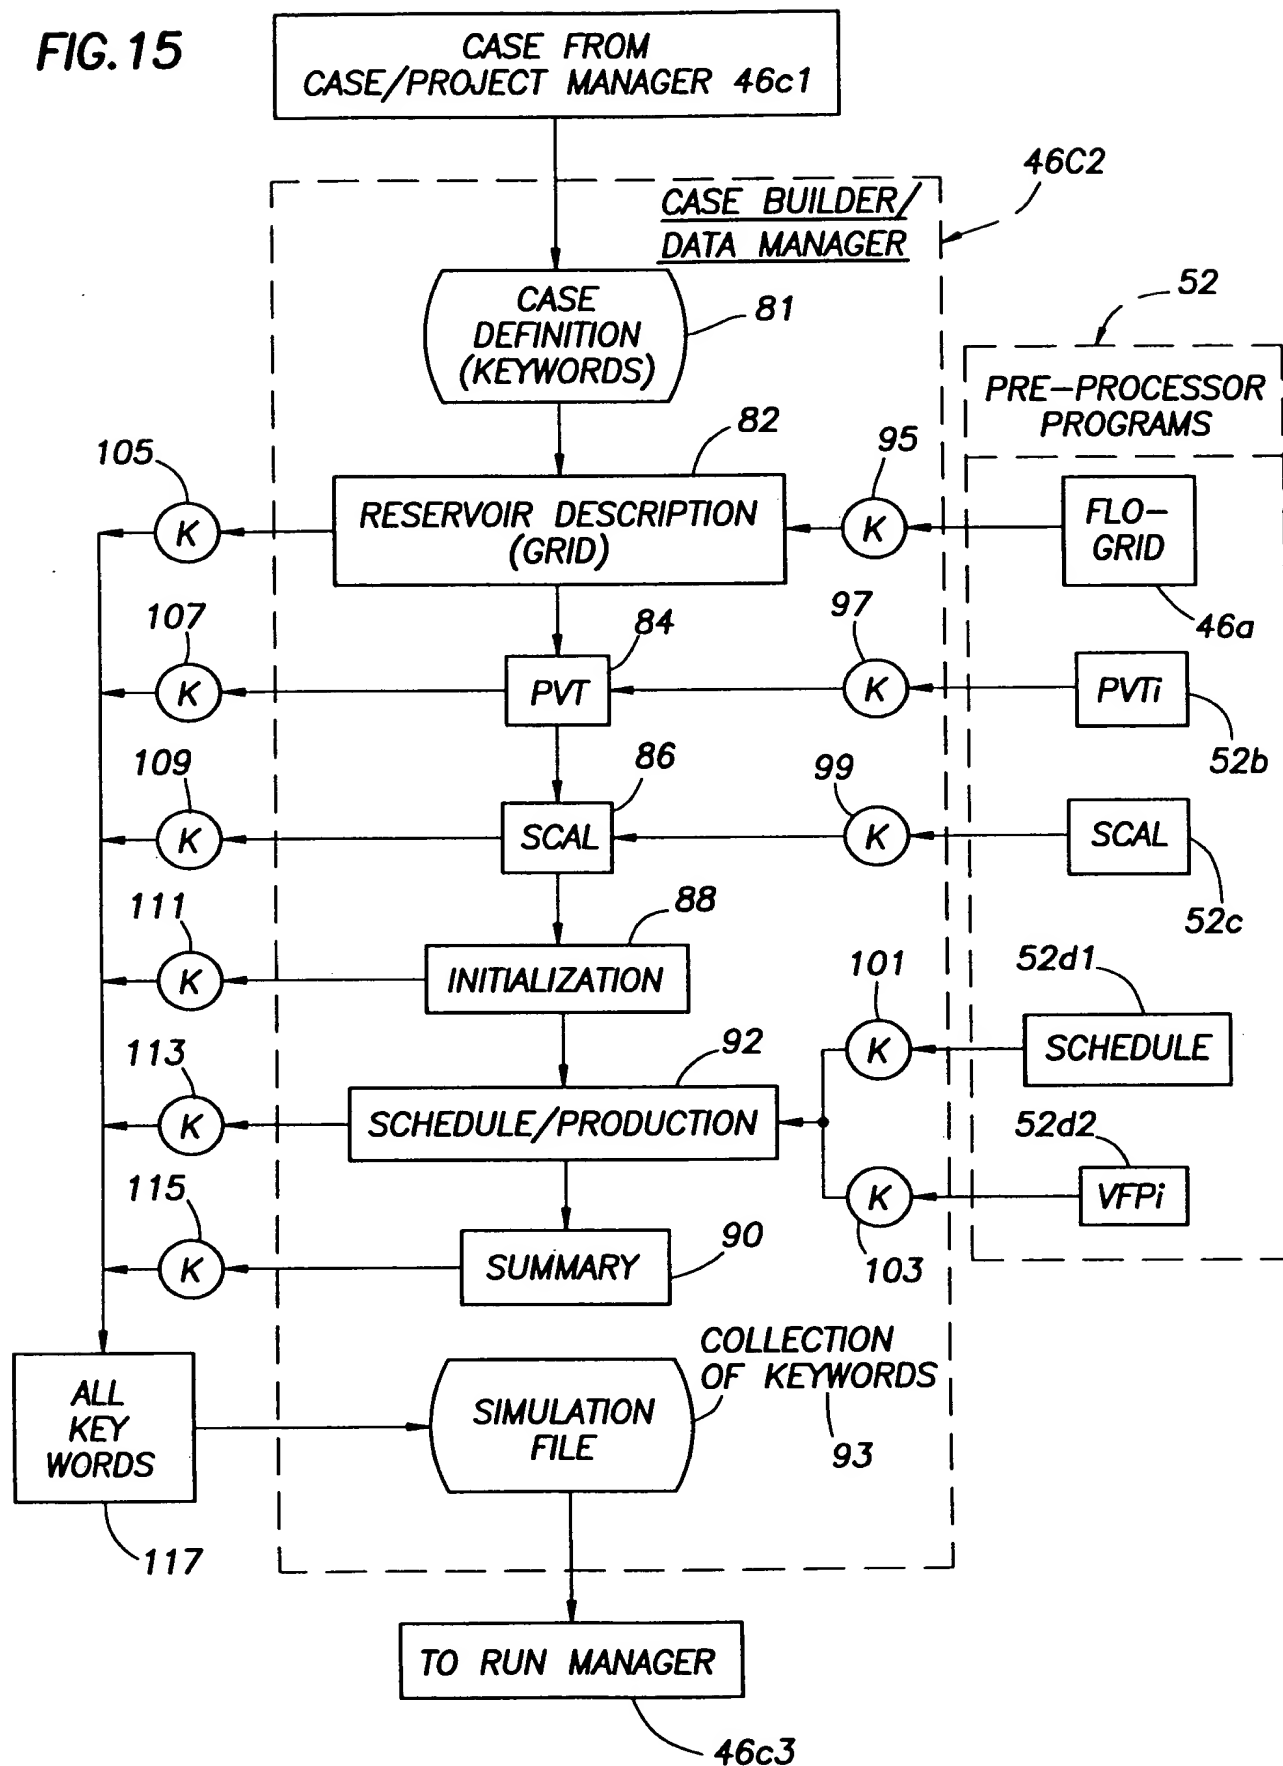 FIG.15
CASE FROM
CASE/PROJECT MANAGER 46c1
46C2
CASE BUILDER/
DATA MANAGER
CASE
DEFINITION
(KEYWORDS)
81
52
PRE-PROCESSOR
PROGRAMS
82
105
K
RESERVOIR DESCRIPTION
(GRID)
95
K
FLO-
GRID
46a
107
K
84
PVT
97
K
PVTi
52b
109
K
86
SCAL
99
K
SCAL
52c
111
K
88
INITIALIZATION
101
K
52d1
SCHEDULE
113
K
92
SCHEDULE/PRODUCTION
52d2
VFPi
K
103
115
K
90
SUMMARY
COLLECTION
OF KEYWORDS
93
ALL
KEY
WORDS
117
SIMULATION
FILE
TO RUN MANAGER
46c3